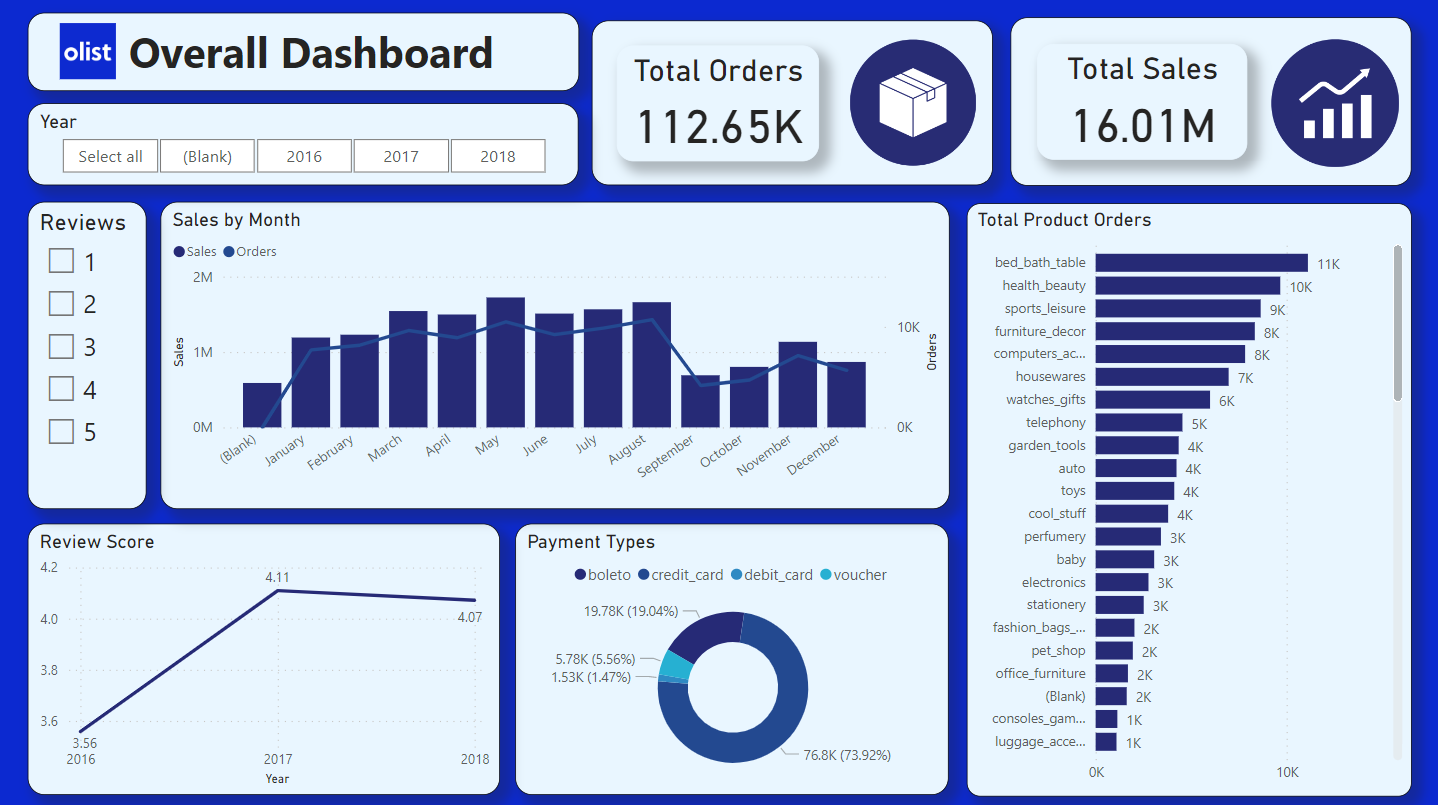 olist Overall Dashboard
Year
Select all (Blank) 2016 2017 2018
Total Orders
112.65K
Total Sales
16.01M
Reviews
1
2
3
4
5
Sales by Month
Sales Orders
2M
1M
0M
Sales
10K
0K
Orders
(Blank) January February March April May June July August September October November December
Total Product Orders
bed_bath_table 11K
health_beauty 10K
sports_leisure 9K
furniture_decor 8K
computers_ac... 8K
housewares 7K
watches_gifts 6K
telephony 5K
garden_tools 4K
auto 4K
toys 4K
cool_stuff 4K
perfumery 3K
baby 3K
electronics 3K
stationery 3K
fashion_bags_... 2K
pet_shop 2K
office_furniture 2K
(Blank) 2K
consoles_gam... 1K
luggage_acce... 1K
0K 10K
Review Score
4.2
4.0
3.8
3.6
4.11
4.07
3.56
2016 2017 2018
Year
Payment Types
boleto credit_card debit_card voucher
19.78K (19.04%)
5.78K (5.56%)
1.53K (1.47%)
76.8K (73.92%)